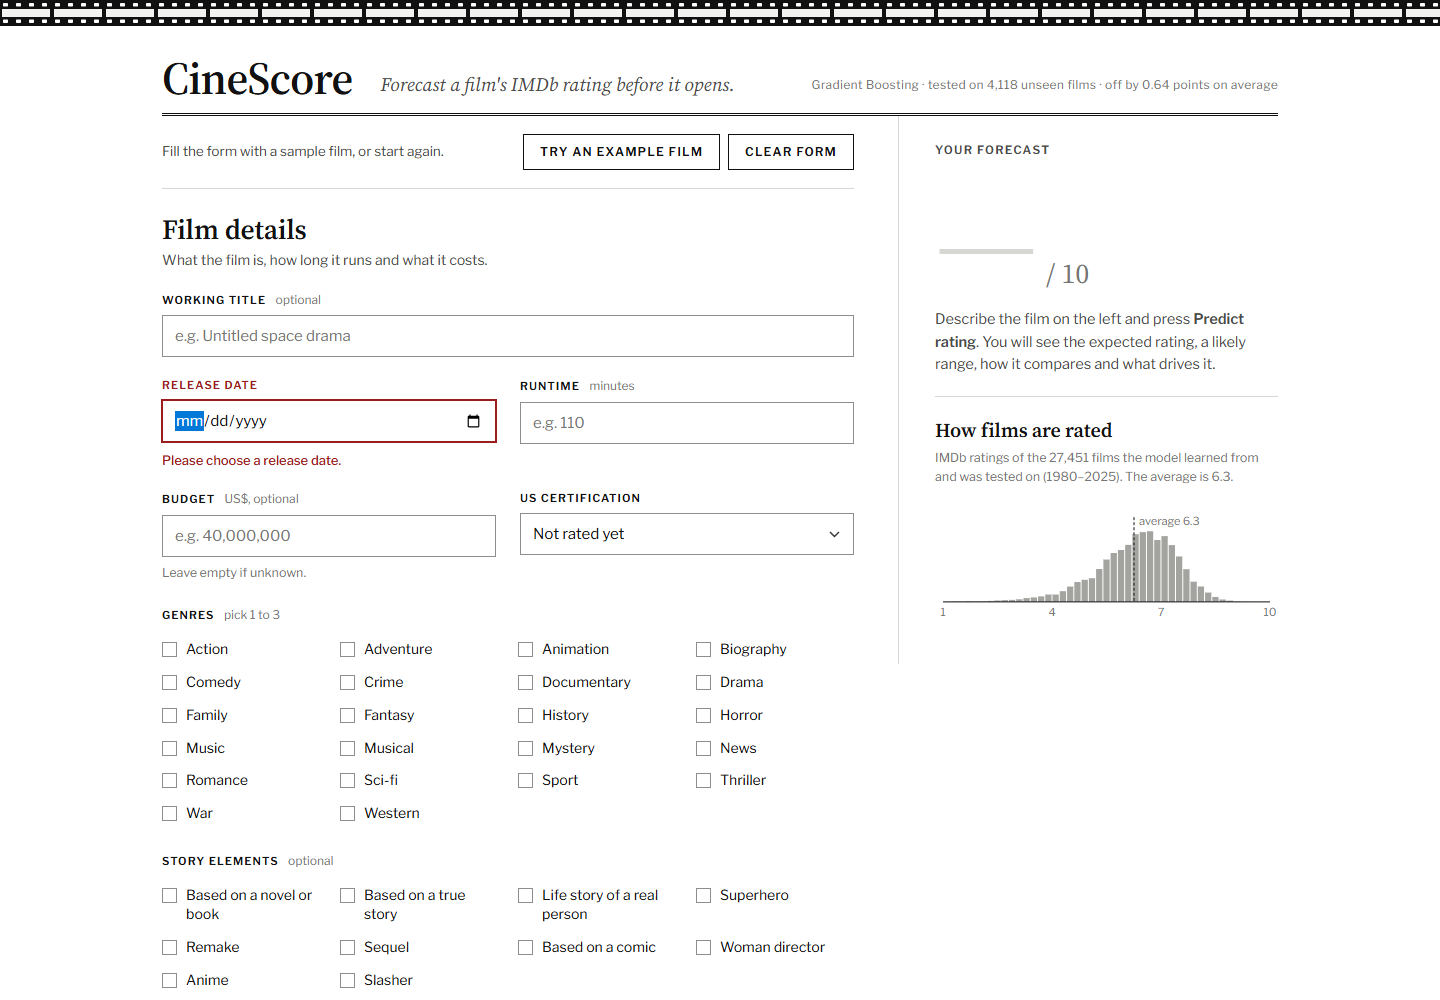 CineScore
Forecast a film's IMDb rating before it opens.
Gradient Boosting · tested on 4,118 unseen films · off by 0.64 points on average
Fill the form with a sample film, or start again.
TRY AN EXAMPLE FILM
CLEAR FORM
Film details
What the film is, how long it runs and what it costs.
WORKING TITLE optional
e.g. Untitled space drama
RELEASE DATE
mm/dd/yyyy
Please choose a release date.
RUNTIME minutes
e.g. 110
BUDGET US$, optional
e.g. 40,000,000
Leave empty if unknown.
US CERTIFICATION
Not rated yet
GENRES pick 1 to 3
Action
Adventure
Animation
Biography
Comedy
Crime
Documentary
Drama
Family
Fantasy
History
Horror
Music
Musical
Mystery
News
Romance
Sci-fi
Sport
Thriller
War
Western
STORY ELEMENTS optional
Based on a novel or
book
Based on a true
story
Life story of a real
person
Superhero
Remake
Sequel
Based on a comic
Woman director
Anime
Slasher
YOUR FORECAST
/ 10
Describe the film on the left and press Predict
rating. You will see the expected rating, a likely
range, how it compares and what drives it.
How films are rated
IMDb ratings of the 27,451 films the model learned from
and was tested on (1980–2025). The average is 6.3.
average 6.3
1 4 7 10